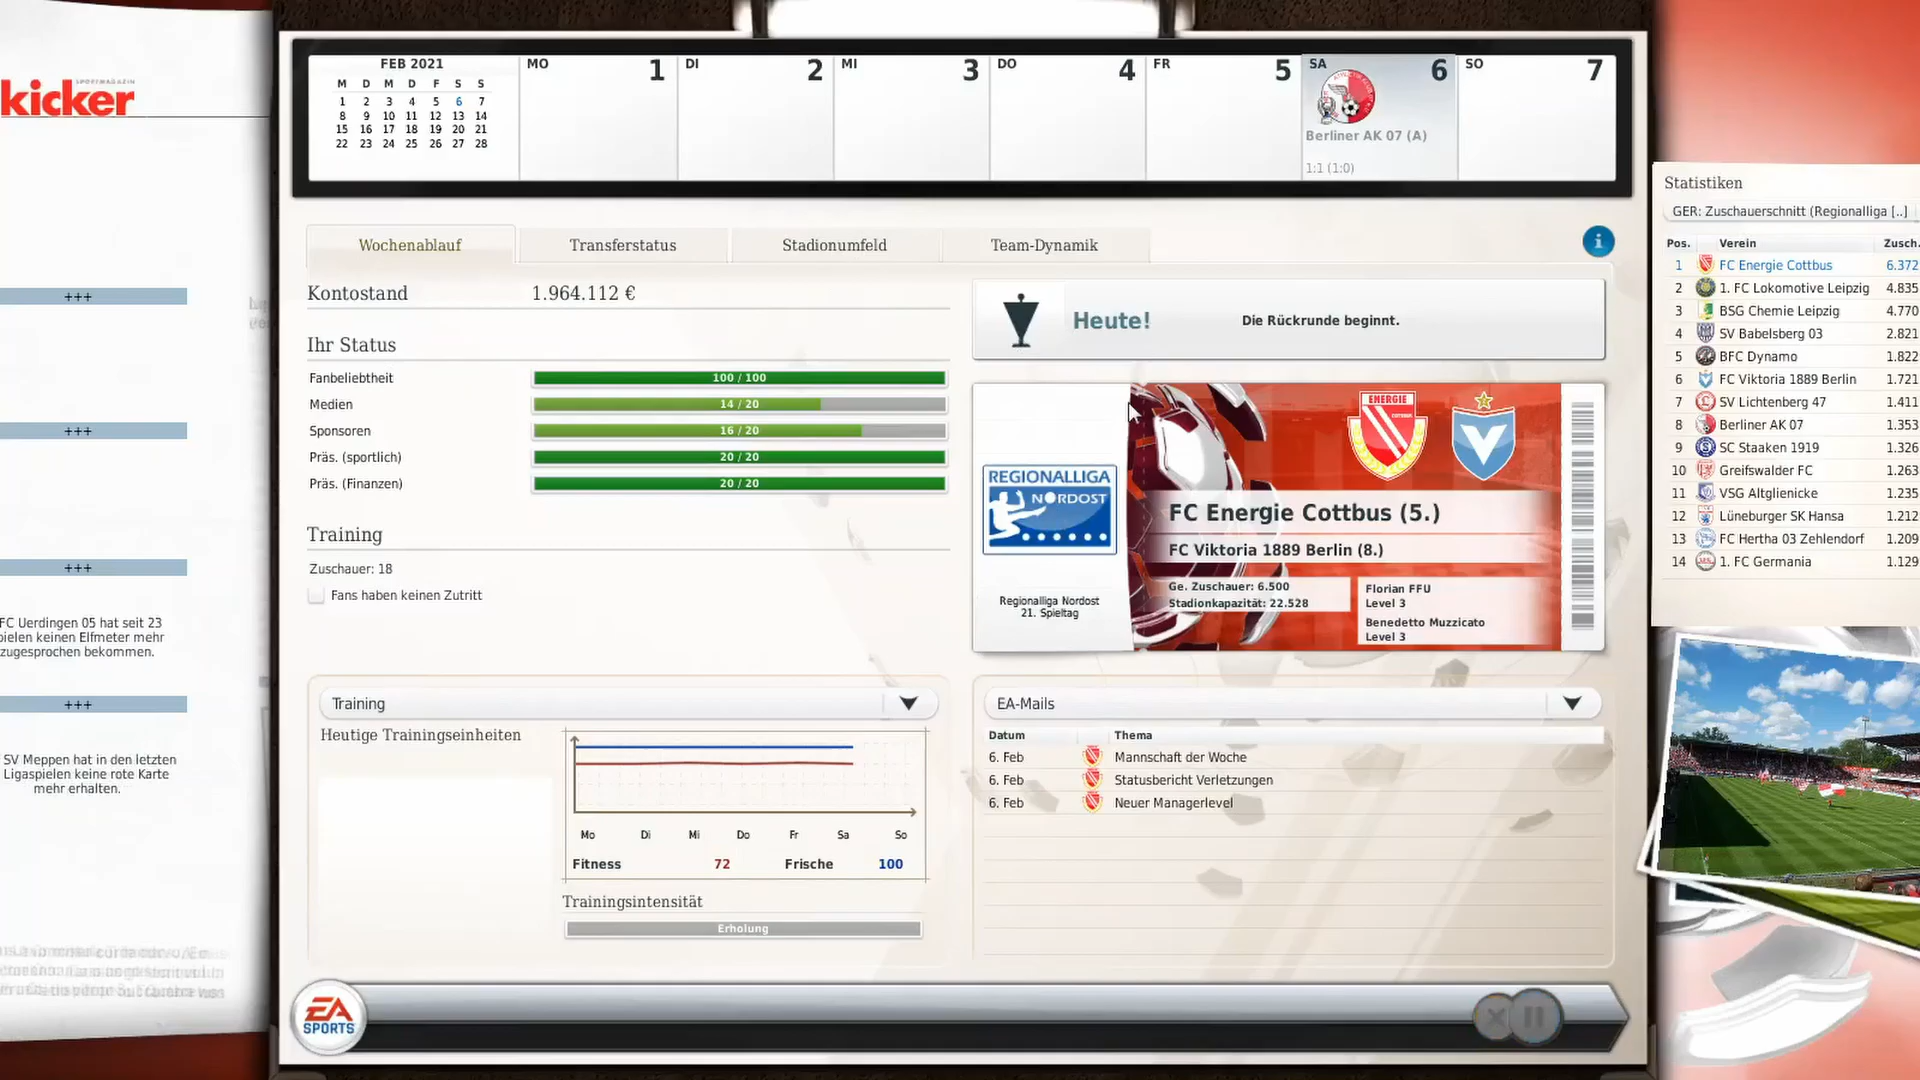 SPORTMAGAZIN
kicker
+++
+++
+++
FC Uerdingen 05 hat seit 23
pielen keinen Elfmeter mehr
zugesprochen bekommen.
+++
SV Meppen hat in den letzten
Ligaspielen keine rote Karte
mehr erhalten.
FEB 2021
M D M D F S S
1 2 3 4 5 6 7
8 9 10 11 12 13 14
15 16 17 18 19 20 21
22 23 24 25 26 27 28
MO 1
DI 2
MI 3
DO 4
FR 5
SA 6
Berliner AK 07 (A)
1:1 (1:0)
SO 7
Wochenablauf
Transferstatus
Stadionumfeld
Team-Dynamik
i
Kontostand 1.964.112 €
Ihr Status
Fanbeliebtheit 100 / 100
Medien 14 / 20
Sponsoren 16 / 20
Präs. (sportlich) 20 / 20
Präs. (Finanzen) 20 / 20
Training
Zuschauer: 18
Fans haben keinen Zutritt
Heute! Die Rückrunde beginnt.
REGIONALLIGA
NORDOST
Regionalliga Nordost
21. Spieltag
ENERGIE
COTTBUS
V
FC Energie Cottbus (5.)
FC Viktoria 1889 Berlin (8.)
Ge. Zuschauer: 6.500
Stadionkapazität: 22.528
Florian FFU
Level 3
Benedetto Muzzicato
Level 3
Training
Heutige Trainingseinheiten
Mo Di Mi Do Fr Sa So
Fitness 72 Frische 100
Trainingsintensität
Erholung
EA-Mails
Datum Thema
6. Feb Mannschaft der Woche
6. Feb Statusbericht Verletzungen
6. Feb Neuer Managerlevel
EA
SPORTS
Statistiken
GER: Zuschauerschnitt (Regionalliga [..]
Pos. Verein Zusch.
1 FC Energie Cottbus 6.372
2 1. FC Lokomotive Leipzig 4.835
3 BSG Chemie Leipzig 4.770
4 SV Babelsberg 03 2.821
5 BFC Dynamo 1.822
6 FC Viktoria 1889 Berlin 1.721
7 SV Lichtenberg 47 1.411
8 Berliner AK 07 1.353
9 SC Staaken 1919 1.326
10 Greifswalder FC 1.263
11 VSG Altglienicke 1.235
12 Lüneburger SK Hansa 1.212
13 FC Hertha 03 Zehlendorf 1.209
14 1. FC Germania 1.129